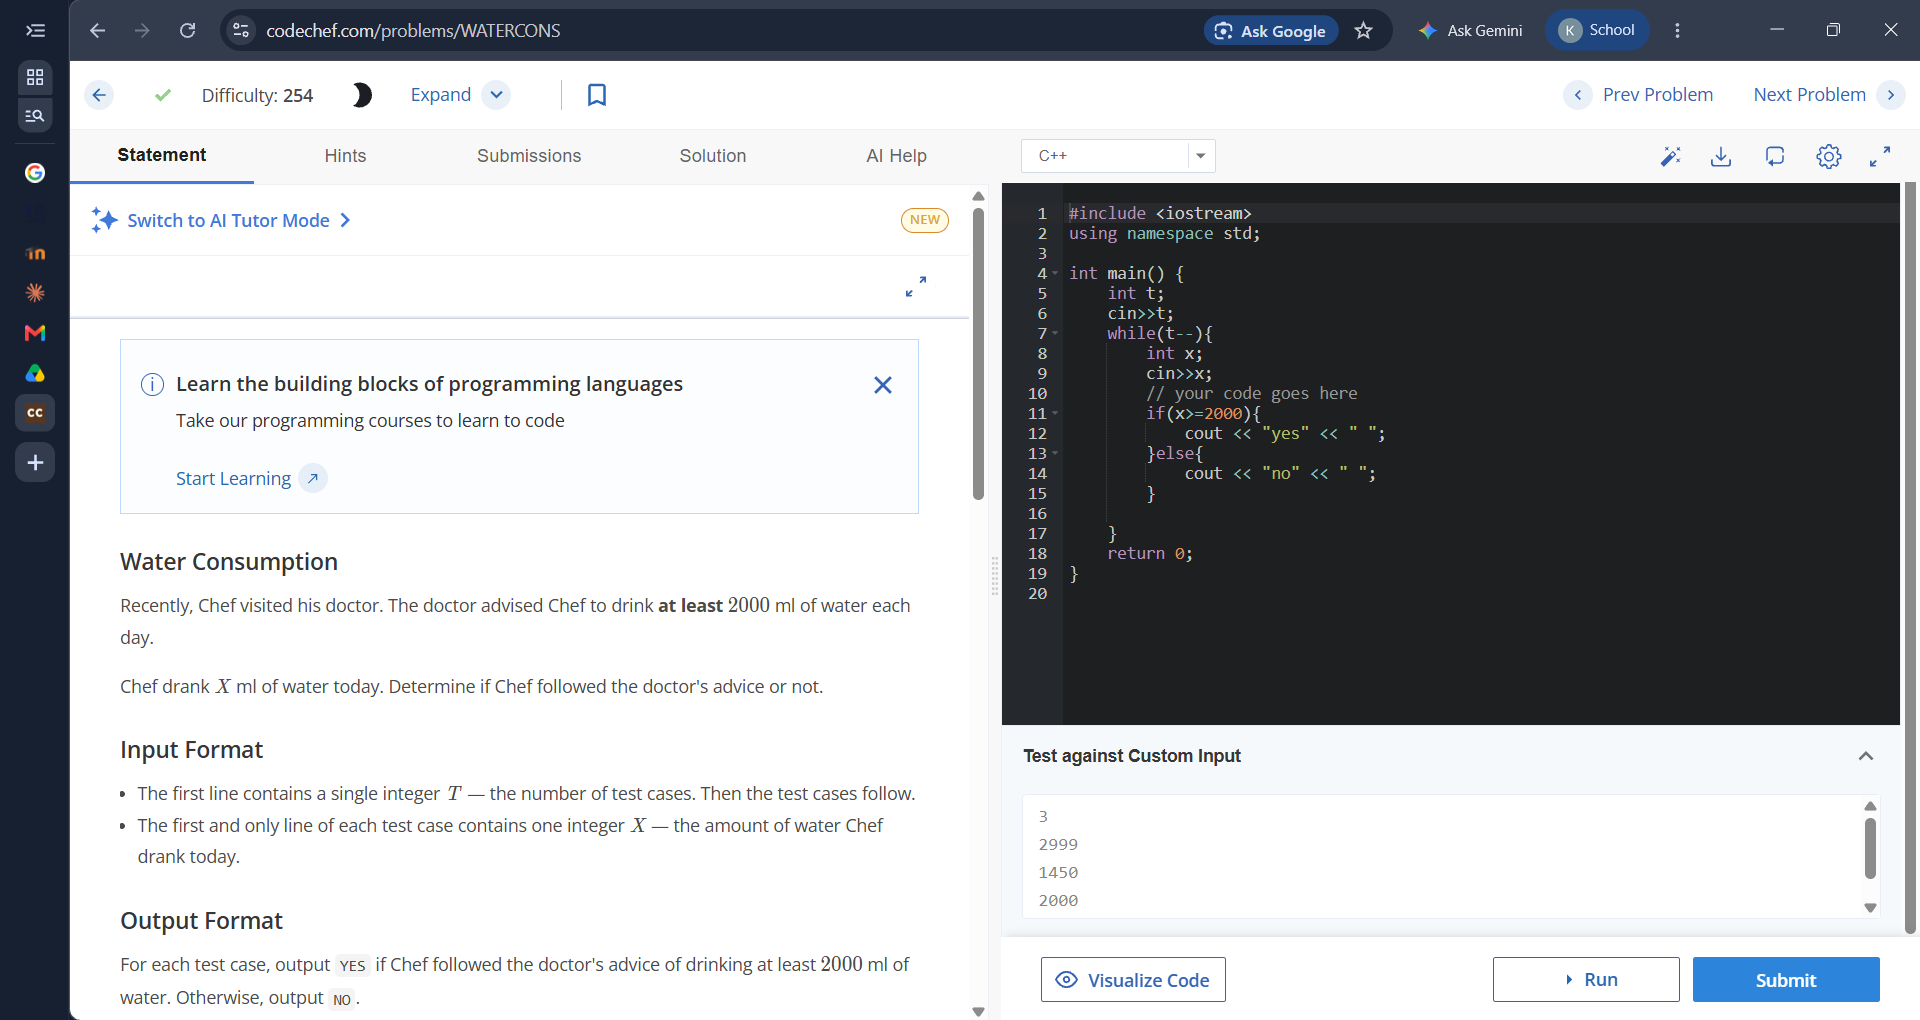 codechef.com/problems/WATERCONS
Ask Google
Ask Gemini
K School
Difficulty: 254
Expand
Prev Problem
Next Problem
Statement
Hints
Submissions
Solution
AI Help
C++
Switch to AI Tutor Mode
NEW
Learn the building blocks of programming languages
Take our programming courses to learn to code
Start Learning
Water Consumption
Recently, Chef visited his doctor. The doctor advised Chef to drink at least 2000 ml of water each
day.
Chef drank X ml of water today. Determine if Chef followed the doctor's advice or not.
Input Format
• The first line contains a single integer T — the number of test cases. Then the test cases follow.
• The first and only line of each test case contains one integer X — the amount of water Chef
drank today.
Output Format
For each test case, output YES if Chef followed the doctor's advice of drinking at least 2000 ml of
water. Otherwise, output NO .
1 #include <iostream>
2 using namespace std;
3
4 int main() {
5     int t;
6     cin>>t;
7     while(t--){
8         int x;
9         cin>>x;
10         // your code goes here
11         if(x>=2000){
12             cout << "yes" << " ";
13         }else{
14             cout << "no" << " ";
15         }
16
17     }
18     return 0;
19 }
20
Test against Custom Input
3
2999
1450
2000
Visualize Code
Run
Submit
cc